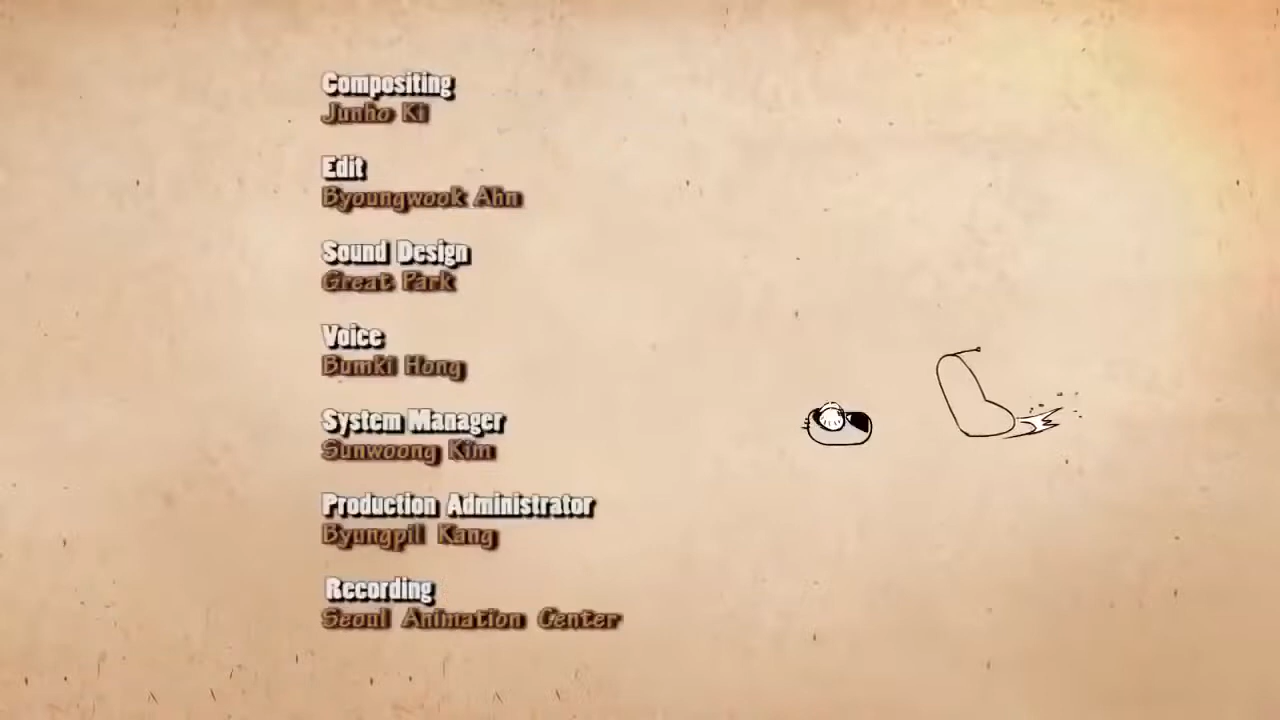 Compositing
Junho Ki
Edit
Byoungwook Ahn
Sound Design
Great Park
Voice
Bumki Hong
System Manager
Sunwoong Kim
Production Administrator
Byungpil Kang
Recording
Seoul Animation Center